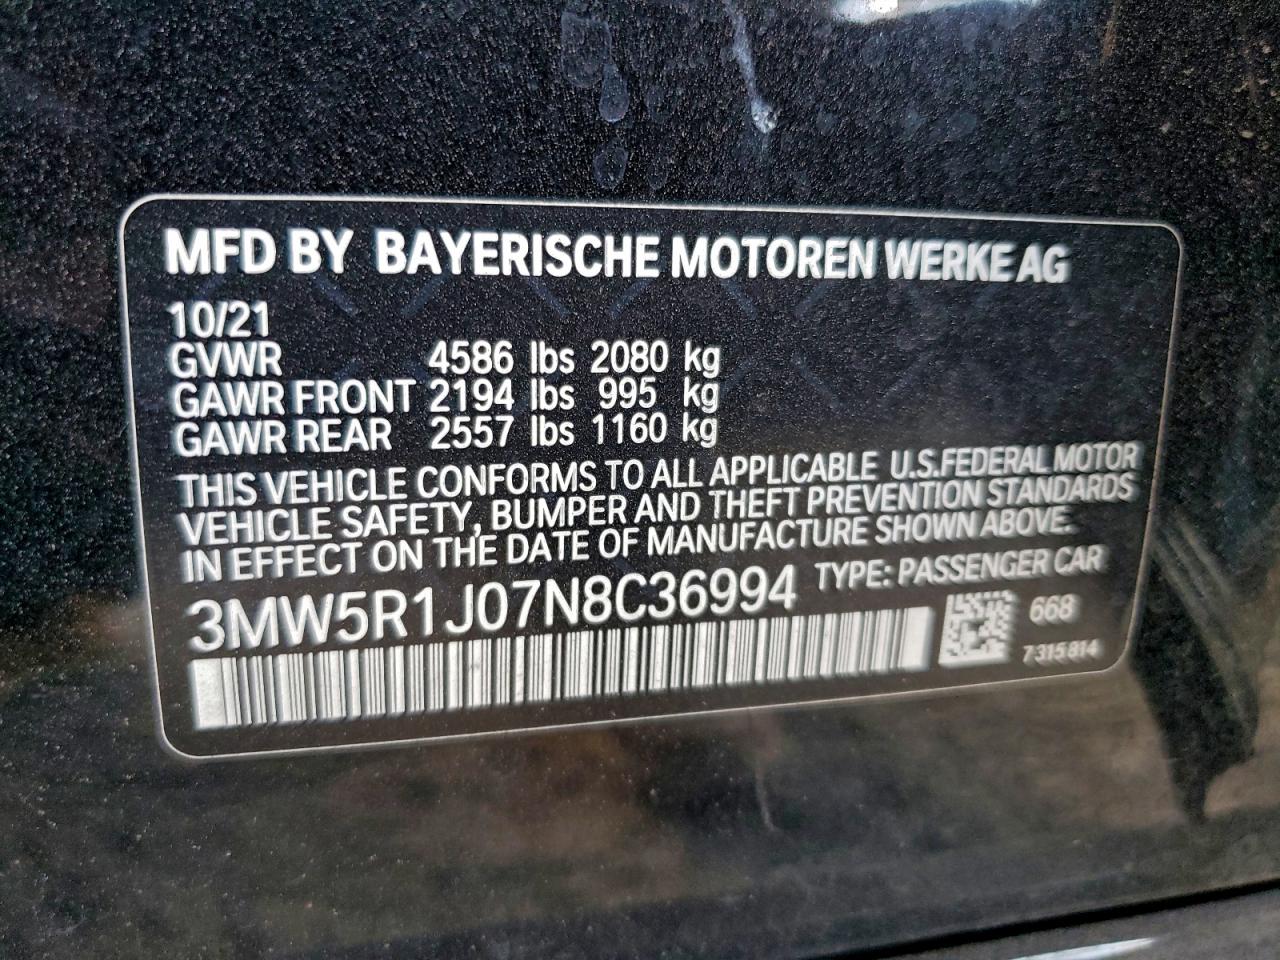 MFD BY BAYERISCHE MOTOREN WERKE AG
10/21
GVWR 4586 lbs 2080 kg
GAWR FRONT 2194 lbs 995 kg
GAWR REAR 2557 lbs 1160 kg
THIS VEHICLE CONFORMS TO ALL APPLICABLE U.S.FEDERAL MOTOR
VEHICLE SAFETY, BUMPER AND THEFT PREVENTION STANDARDS
IN EFFECT ON THE DATE OF MANUFACTURE SHOWN ABOVE.
3MW5R1J07N8C36994 TYPE: PASSENGER CAR
668
7315814